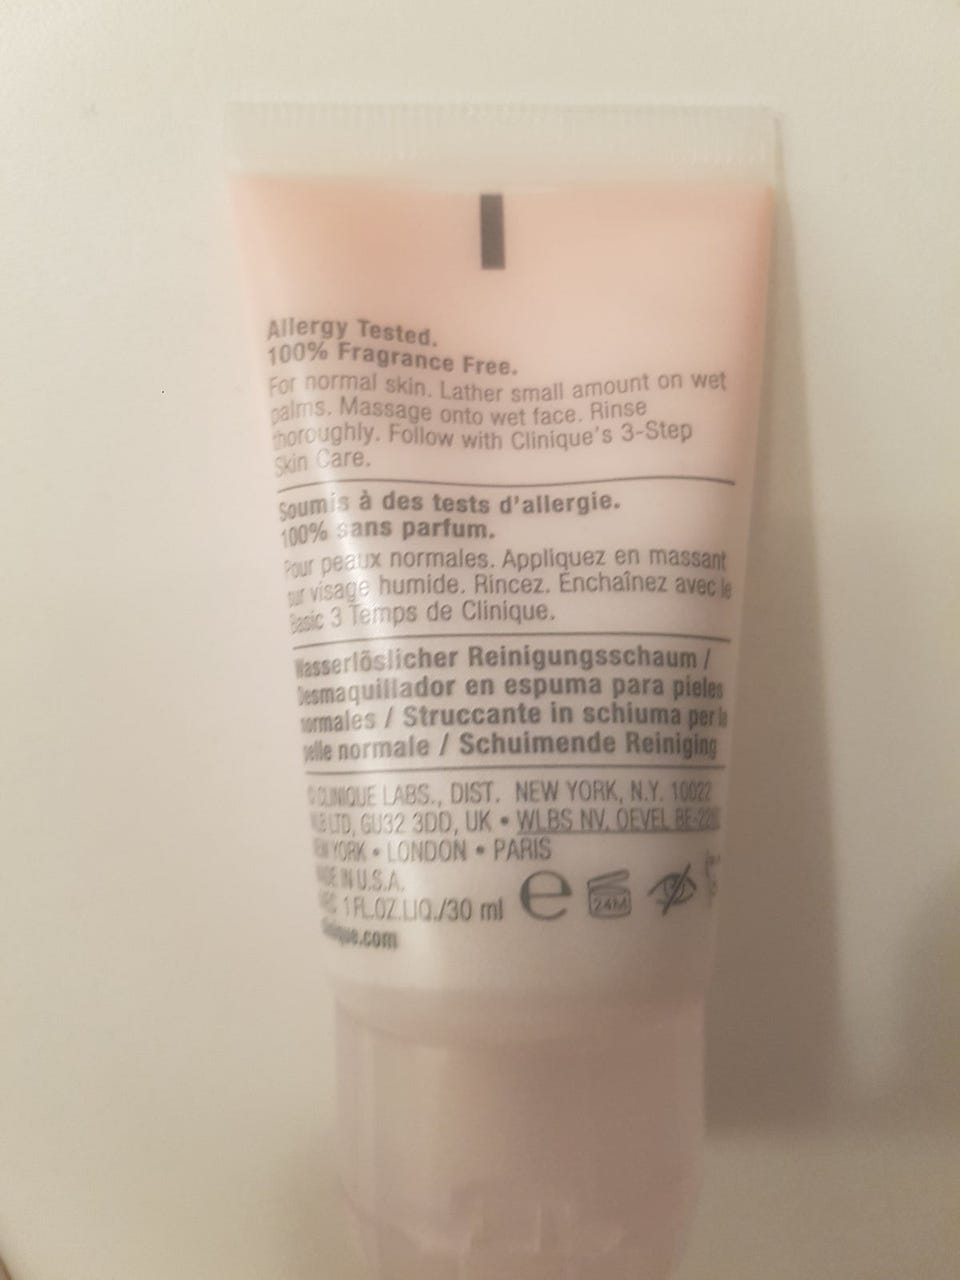 Allergy Tested.
100% Fragrance Free.
For normal skin. Lather small amount on wet
palms. Massage onto wet face. Rinse
thoroughly. Follow with Clinique's 3-Step
Skin Care.
Soumis à des tests d'allergie.
100% sans parfum.
Pour peaux normales. Appliquez en massant
sur visage humide. Rincez. Enchaînez avec le
Basic 3 Temps de Clinique.
Wasserlöslicher Reinigungsschaum /
Desmaquillador en espuma para pieles
normales / Struccante in schiuma per la
pelle normale / Schuimende Reiniging
© CLINIQUE LABS., DIST. NEW YORK, N.Y. 10022
LTD, GU32 3DD, UK • WLBS NV, OEVEL
NEW YORK • LONDON • PARIS
MADE IN U.S.A.
1 FL.OZ.LIQ./30 ml e 24M
clinique.com